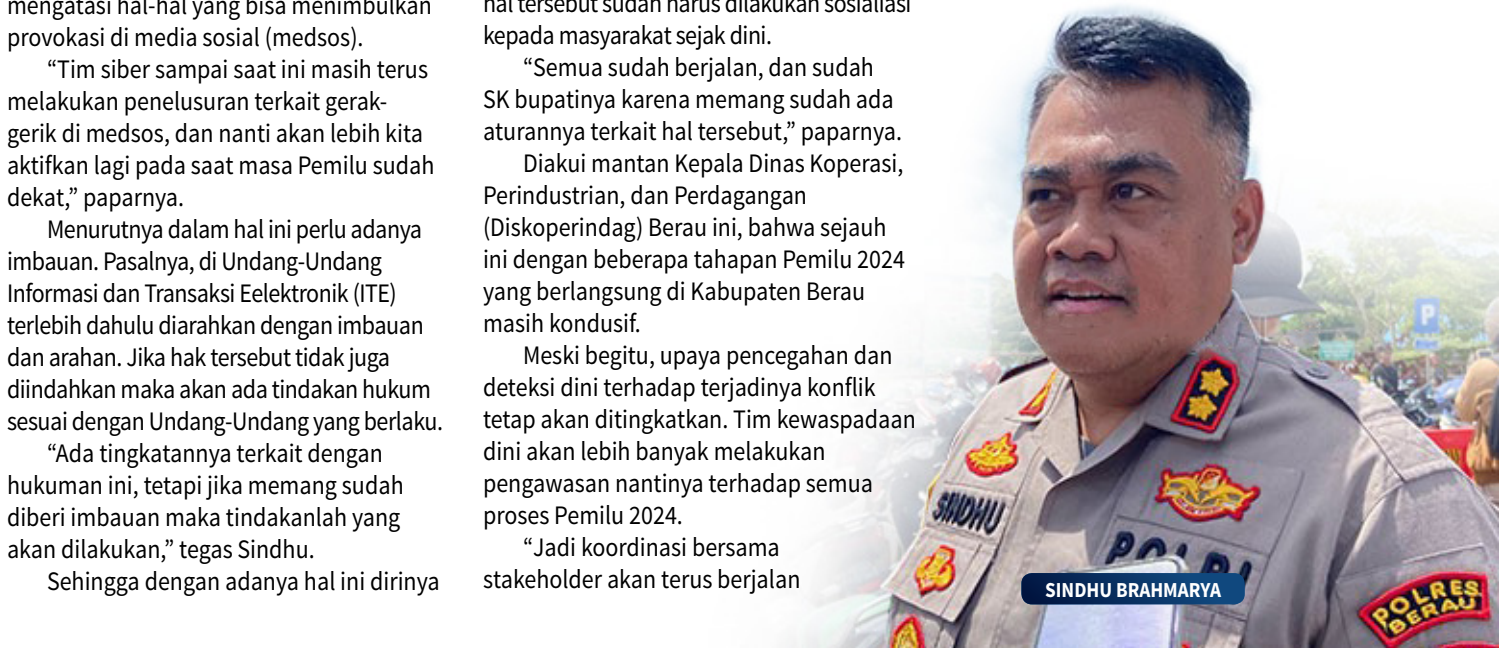 mengatasi hal-hal yang bisa menimbulkan
provokasi di media sosial (medsos).
“Tim siber sampai saat ini masih terus
melakukan penelusuran terkait gerak-
gerik di medsos, dan nanti akan lebih kita
aktifkan lagi pada saat masa Pemilu sudah
dekat,” paparnya.
Menurutnya dalam hal ini perlu adanya
imbauan. Pasalnya, di Undang-Undang
Informasi dan Transaksi Eelektronik (ITE)
terlebih dahulu diarahkan dengan imbauan
dan arahan. Jika hak tersebut tidak juga
diindahkan maka akan ada tindakan hukum
sesuai dengan Undang-Undang yang berlaku.
“Ada tingkatannya terkait dengan
hukuman ini, tetapi jika memang sudah
diberi imbauan maka tindakanlah yang
akan dilakukan,” tegas Sindhu.
Sehingga dengan adanya hal ini dirinya
hal tersebut sudah harus dilakukan sosialiasi
kepada masyarakat sejak dini.
“Semua sudah berjalan, dan sudah
SK bupatinya karena memang sudah ada
aturannya terkait hal tersebut,” paparnya.
Diakui mantan Kepala Dinas Koperasi,
Perindustrian, dan Perdagangan
(Diskoperindag) Berau ini, bahwa sejauh
ini dengan beberapa tahapan Pemilu 2024
yang berlangsung di Kabupaten Berau
masih kondusif.
Meski begitu, upaya pencegahan dan
deteksi dini terhadap terjadinya konflik
tetap akan ditingkatkan. Tim kewaspadaan
dini akan lebih banyak melakukan
pengawasan nantinya terhadap semua
proses Pemilu 2024.
“Jadi koordinasi bersama
stakeholder akan terus berjalan
P
SINDHU
POLRI
SINDHU BRAHMARYA
POLRES
BERAU